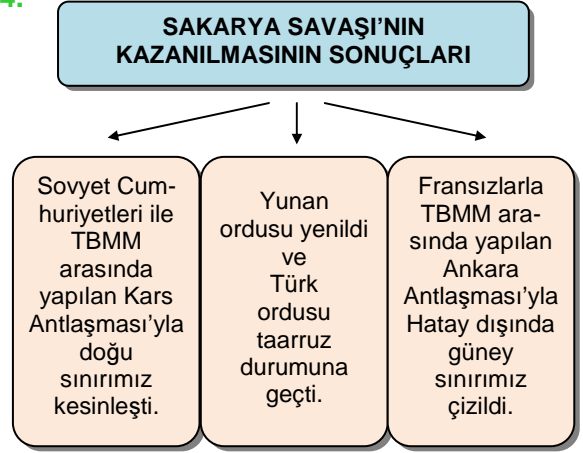 4.
SAKARYA SAVAŞI’NIN
KAZANILMASININ SONUÇLARI
Sovyet Cum-
huriyetleri ile
TBMM
arasında
yapılan Kars
Antlaşması’yla
doğu
sınırımız
kesinleşti.
Yunan
ordusu yenildi
ve
Türk
ordusu
taarruz
durumuna
geçti.
Fransızlarla
TBMM ara-
sında yapılan
Ankara
Antlaşması’yla
Hatay dışında
güney
sınırımız
çizildi.